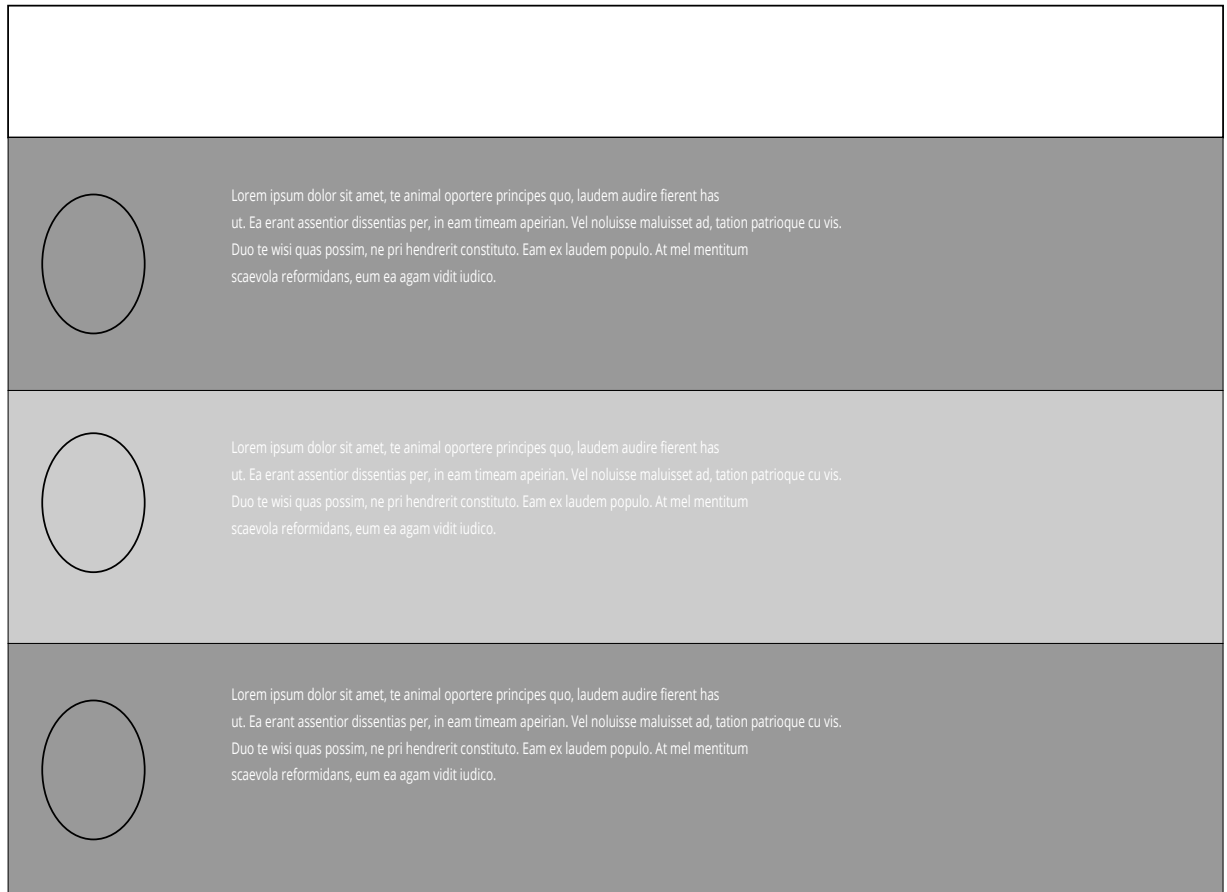 Lorem ipsum dolor sit amet, te animal oportere principes quo, laudem audire fierent has
ut. Ea erant assentior dissentias per, in eam timeam apeirian. Vel noluisse maluisset ad, tation patrioque cu vis.
Duo te wisi quas possim, ne pri hendrerit constituto. Eam ex laudem populo. At mel mentitum
scaevola reformidans, eum ea agam vidit iudico.
Lorem ipsum dolor sit amet, te animal oportere principes quo, laudem audire fierent has
ut. Ea erant assentior dissentias per, in eam timeam apeirian. Vel noluisse maluisset ad, tation patrioque cu vis.
Duo te wisi quas possim, ne pri hendrerit constituto. Eam ex laudem populo. At mel mentitum
scaevola reformidans, eum ea agam vidit iudico.
Lorem ipsum dolor sit amet, te animal oportere principes quo, laudem audire fierent has
ut. Ea erant assentior dissentias per, in eam timeam apeirian. Vel noluisse maluisset ad, tation patrioque cu vis.
Duo te wisi quas possim, ne pri hendrerit constituto. Eam ex laudem populo. At mel mentitum
scaevola reformidans, eum ea agam vidit iudico.